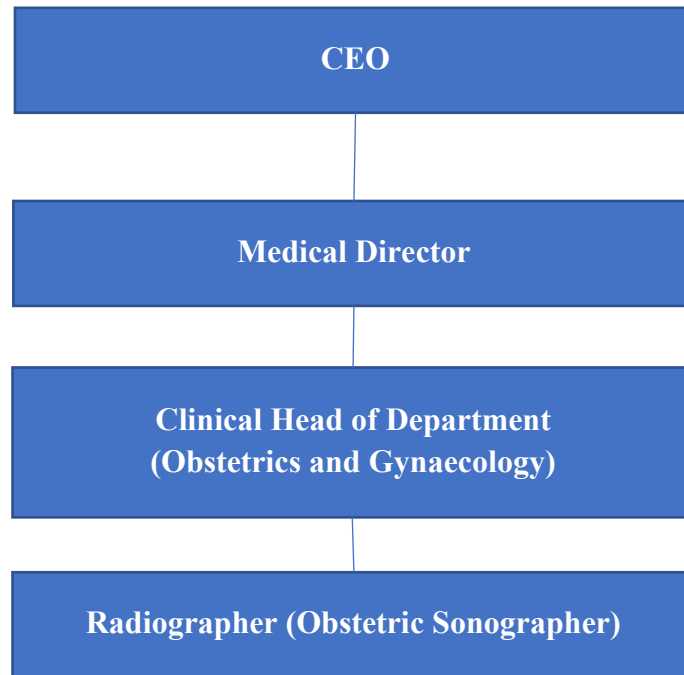 CEO
Medical Director
Clinical Head of Department
(Obstetrics and Gynaecology)
Radiographer (Obstetric Sonographer)